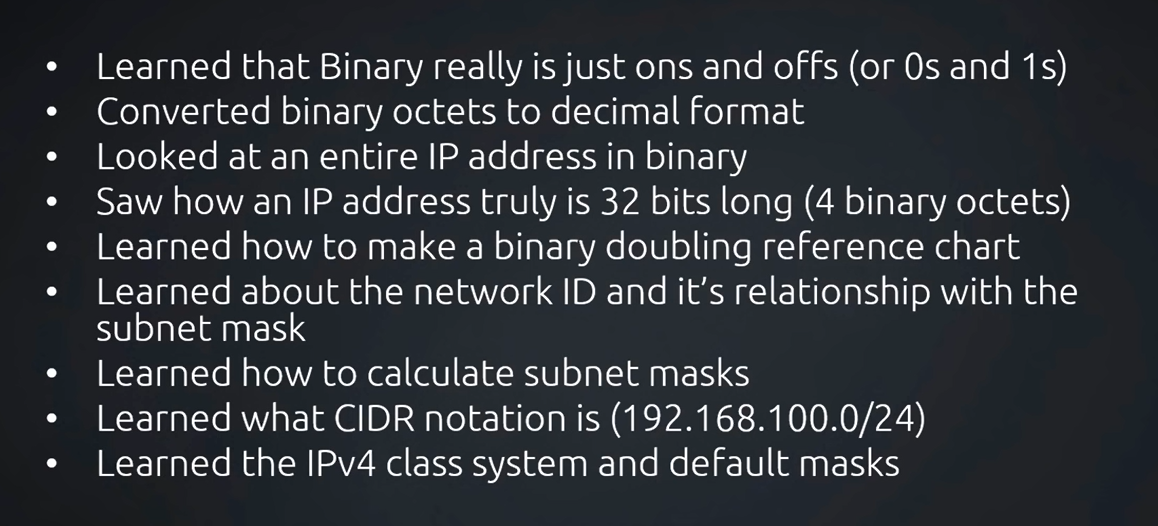 • Learned that Binary really is just ons and offs (or 0s and 1s)
• Converted binary octets to decimal format
• Looked at an entire IP address in binary
• Saw how an IP address truly is 32 bits long (4 binary octets)
• Learned how to make a binary doubling reference chart
• Learned about the network ID and it’s relationship with the
subnet mask
• Learned how to calculate subnet masks
• Learned what CIDR notation is (192.168.100.0/24)
• Learned the IPv4 class system and default masks